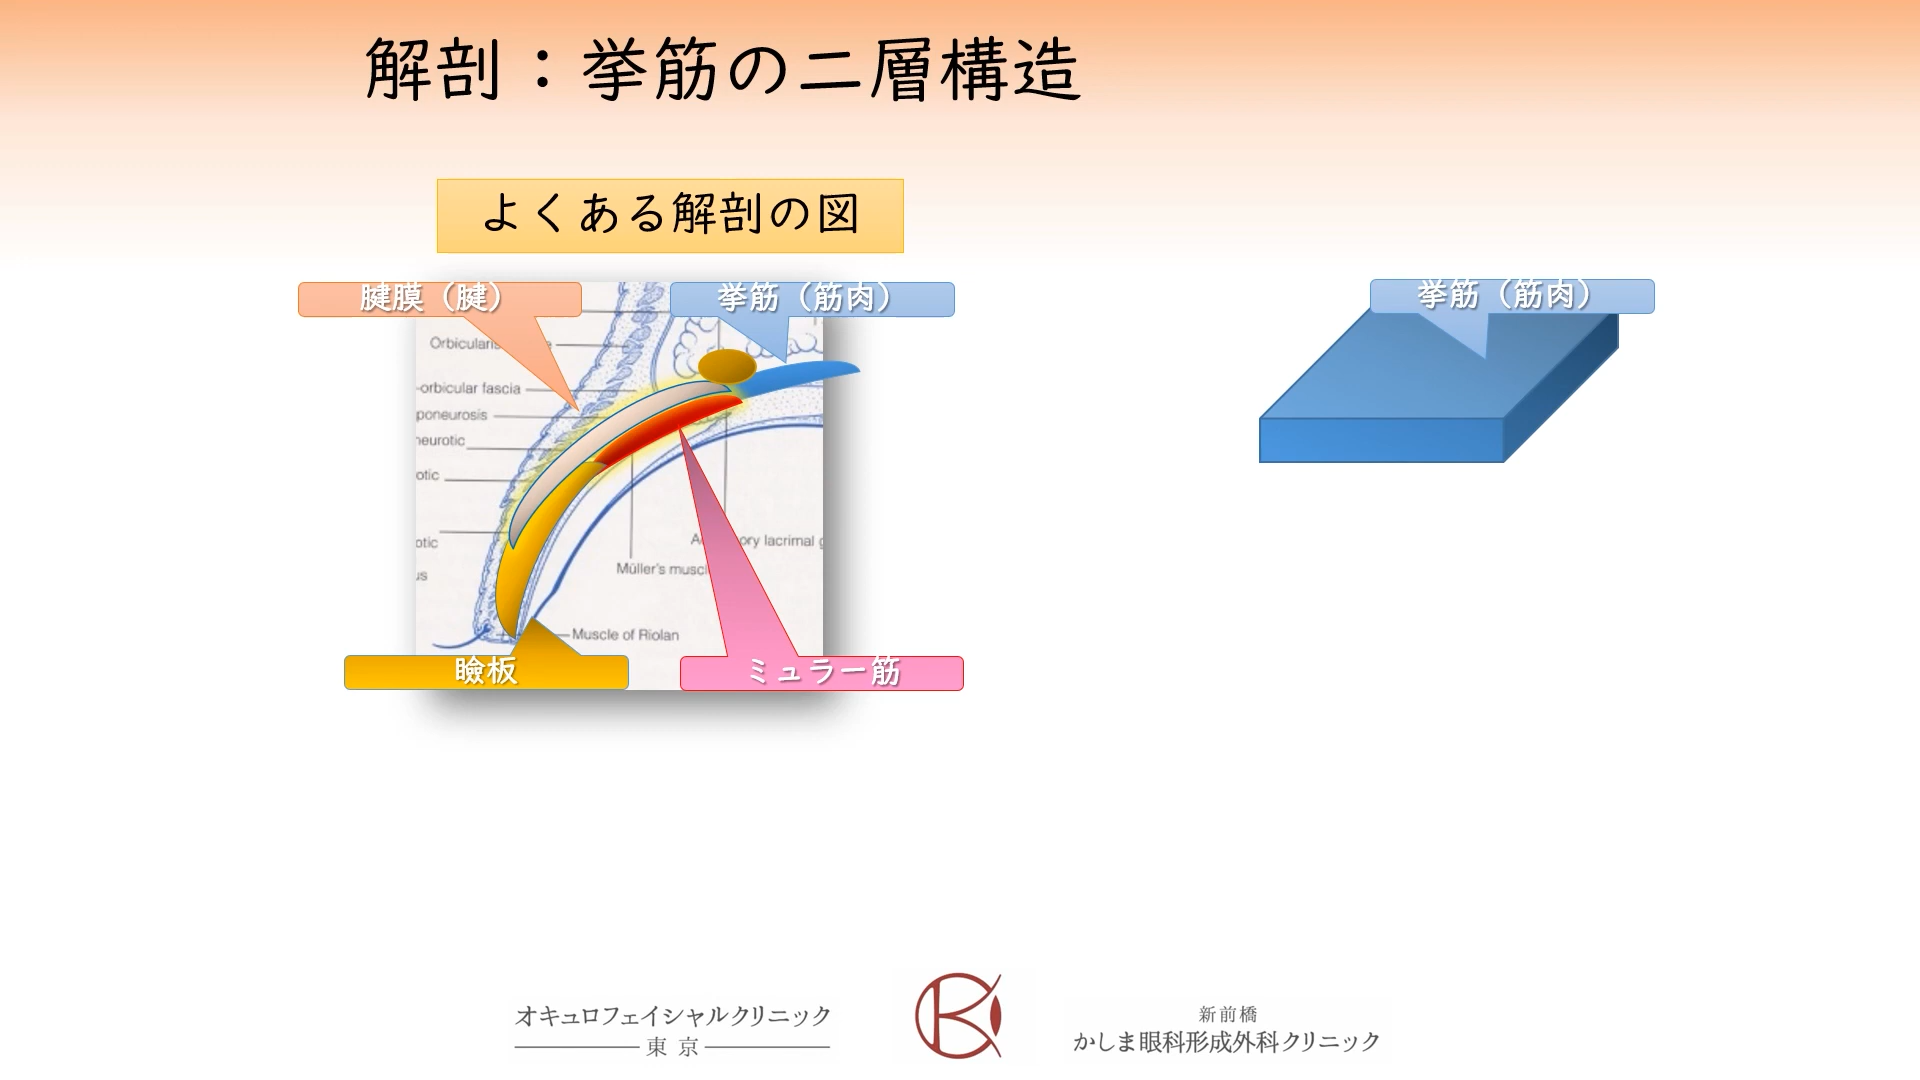 解剖：挙筋の二層構造
よくある解剖の図
腱膜（腱）
挙筋（筋肉）
挙筋（筋肉）
-orbicular fascia
poneurosis
neurotic
otic
otic
us
Müller's muscl
ory lacrimal g
Muscle of Riolan
瞼板
ミュラー筋
オキュロフェイシャルクリニック
東京
新前橋
かしま眼科形成外科クリニック